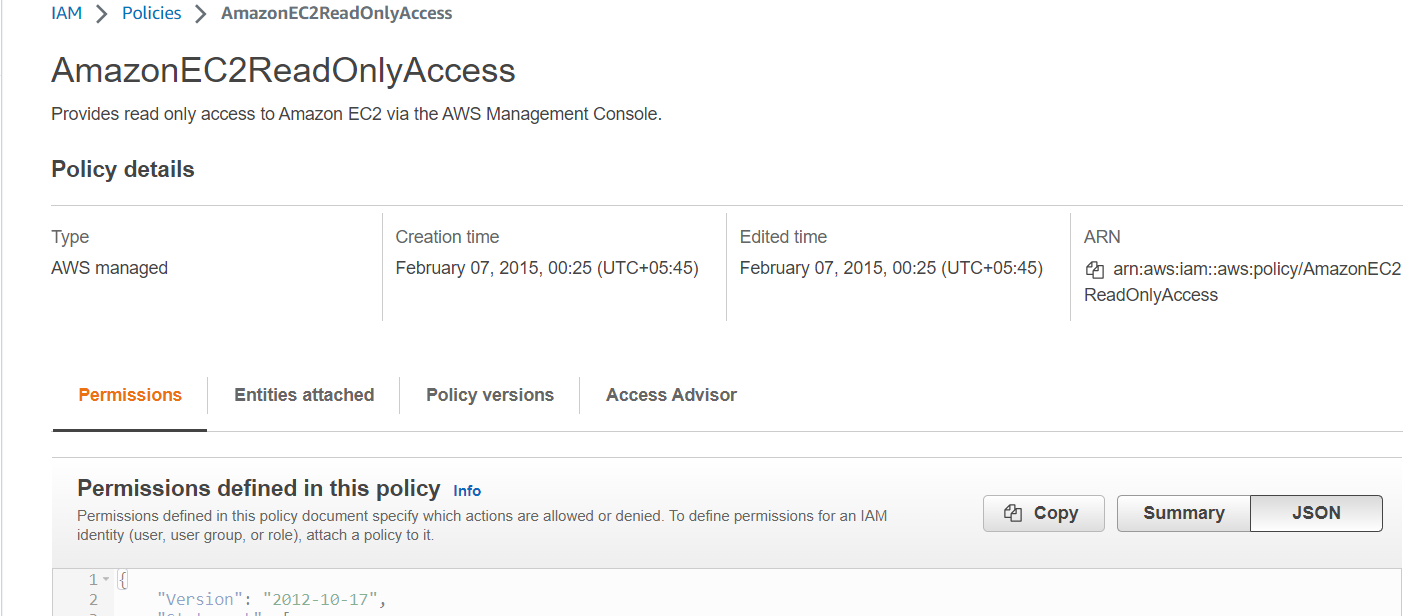 IAM > Policies > AmazonEC2ReadOnlyAccess
AmazonEC2ReadOnlyAccess
Provides read only access to Amazon EC2 via the AWS Management Console.
Policy details
Type
AWS managed
Creation time
February 07, 2015, 00:25 (UTC+05:45)
Edited time
February 07, 2015, 00:25 (UTC+05:45)
ARN
arn:aws:iam::aws:policy/AmazonEC2
ReadOnlyAccess
Permissions Entities attached Policy versions Access Advisor
Permissions defined in this policy Info
Permissions defined in this policy document specify which actions are allowed or denied. To define permissions for an IAM
identity (user, user group, or role), attach a policy to it.
Copy Summary JSON
1 {
2 "Version": "2012-10-17",